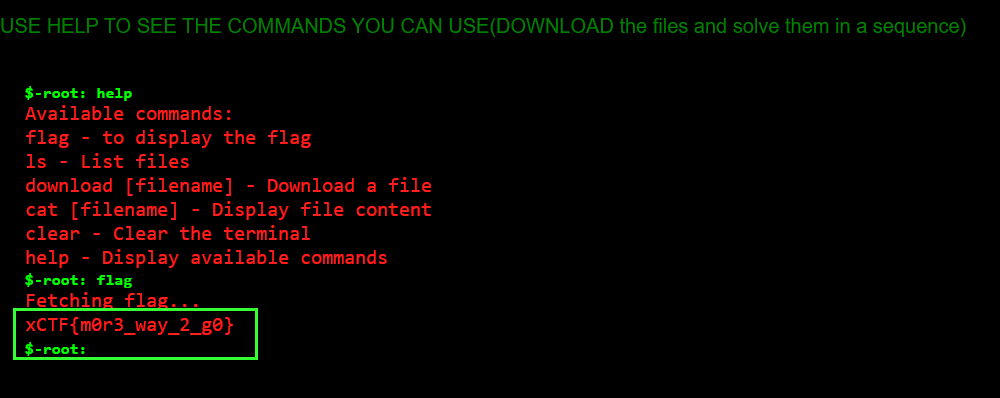 USE HELP TO SEE THE COMMANDS YOU CAN USE(DOWNLOAD the files and solve them in a sequence)
$-root: help
Available commands:
flag - to display the flag
ls - List files
download [filename] - Download a file
cat [filename] - Display file content
clear - Clear the terminal
help - Display available commands
$-root: flag
Fetching flag...
xCTF{m0r3_way_2_g0}
$-root: